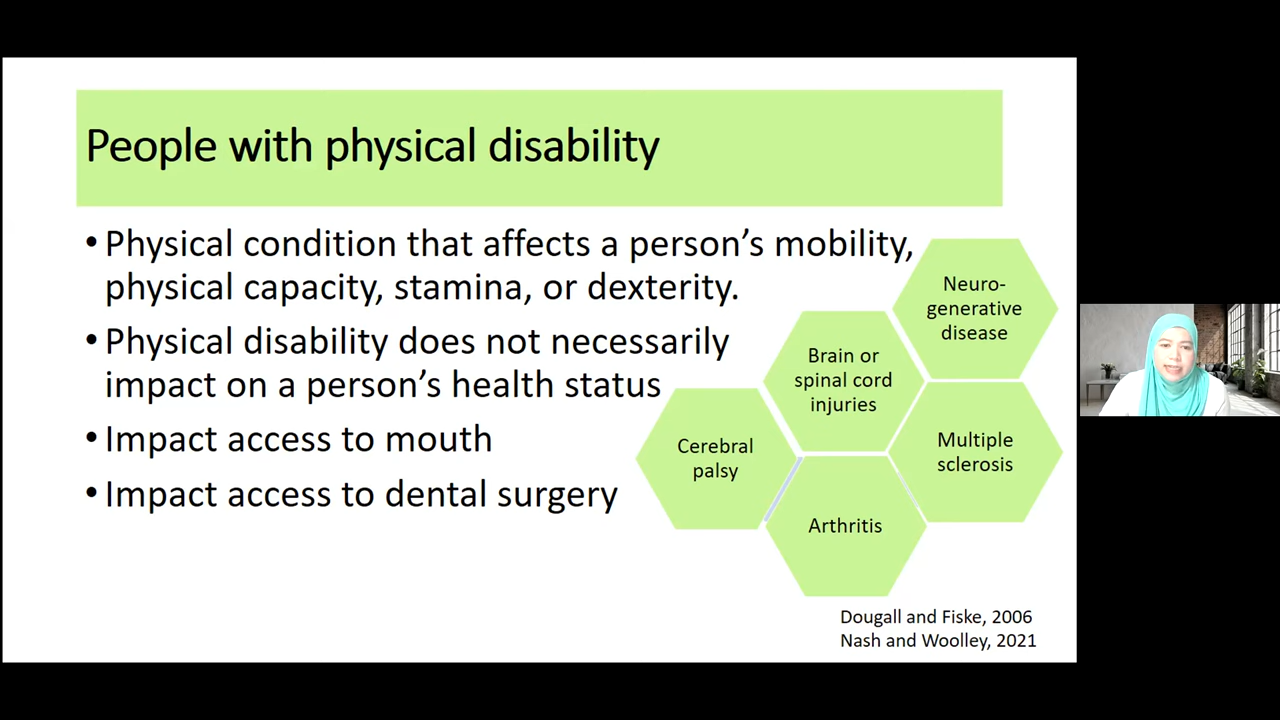 People with physical disability
• Physical condition that affects a person’s mobility,
physical capacity, stamina, or dexterity.
• Physical disability does not necessarily
impact on a person’s health status
• Impact access to mouth
• Impact access to dental surgery
Neuro-
generative
disease
Brain or
spinal cord
injuries
Multiple
sclerosis
Cerebral
palsy
Arthritis
Dougall and Fiske, 2006
Nash and Woolley, 2021